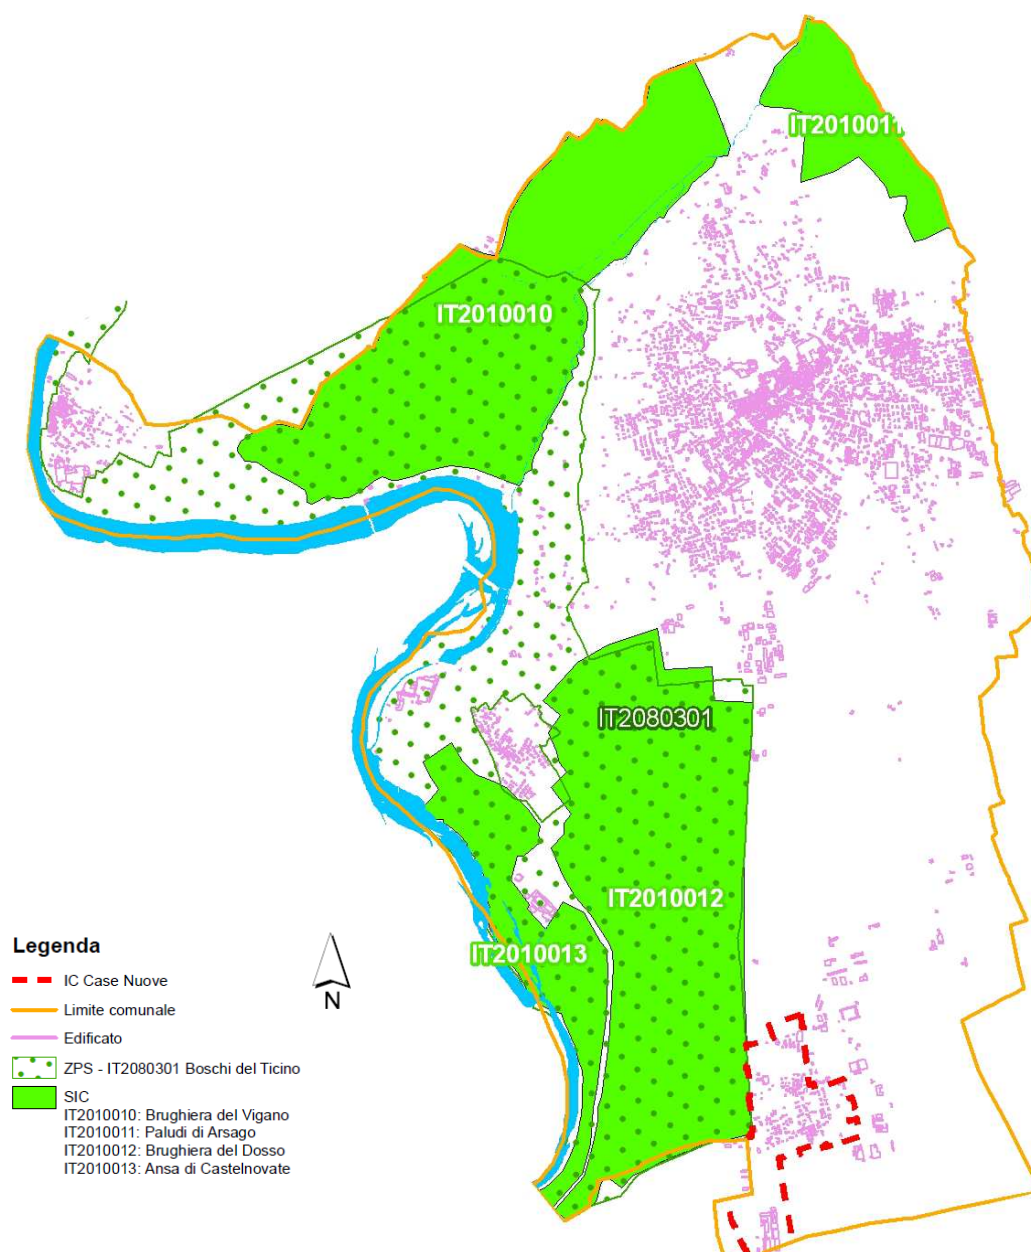 IT2010011
IT2010010
IT2080301
IT2010012
IT2010013
Legenda
IC Case Nuove
Limite comunale
Edificato
ZPS - IT2080301 Boschi del Ticino
SIC
IT2010010: Brughiera del Vigano
IT2010011: Paludi di Arsago
IT2010012: Brughiera del Dosso
IT2010013: Ansa di Castelnovate
N